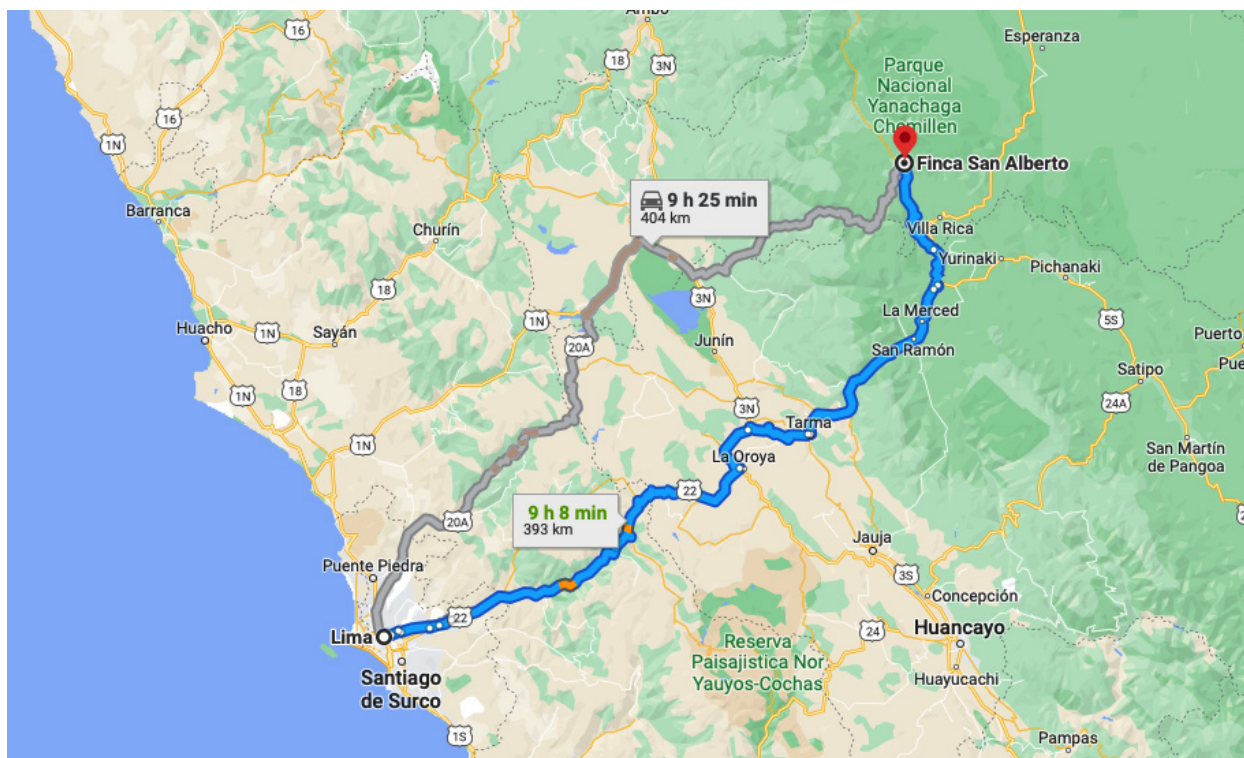 Ambo
16
18
3N
Esperanza
Parque
Nacional
Yanachaga
Chemillen
16
1N
Finca San Alberto
9 h 25 min
404 km
Barranca
Churín
Villa Rica
Yurinaki
Pichanaki
18
3N
La Merced
5S
Huacho
1N
Sayán
1N
Junín
San Ramón
Puerto
20A
Satipo
1N
18
3N
24A
Tarma
1N
La Oroya
San Martín
de Pangoa
22
9 h 8 min
393 km
20A
Jauja
Puente Piedra
3S
Concepción
22
Lima
24
Huancayo
Reserva
Paisajistica Nor
Yauyos-Cochas
Santiago
de Surco
Huayucachi
1S
Pampas